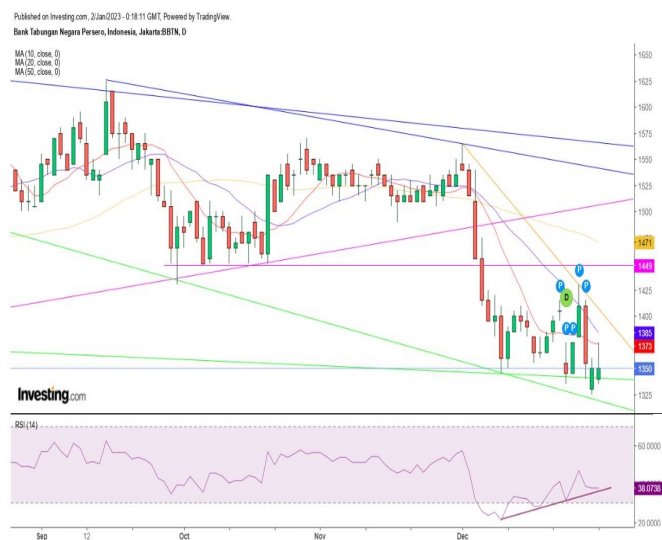 Published on Investing.com, 2/Jan/2023 - 0:18:11 GMT, Powered by TradingView.
Bank Tabungan Negara Persero, Indonesia, Jakarta:BBTN, D
MA (10, close, 0)
MA (20, close, 0)
MA (50, close, 0)
1650
1625
1600
1575
1550
1525
1500
1471
1449
1425
1400
1385
1373
1350
1325
P
P
P
D
P
P
Investing.com
RSI (14)
60.0000
38.0738
20.0000
Sep
12
Oct
Nov
Dec